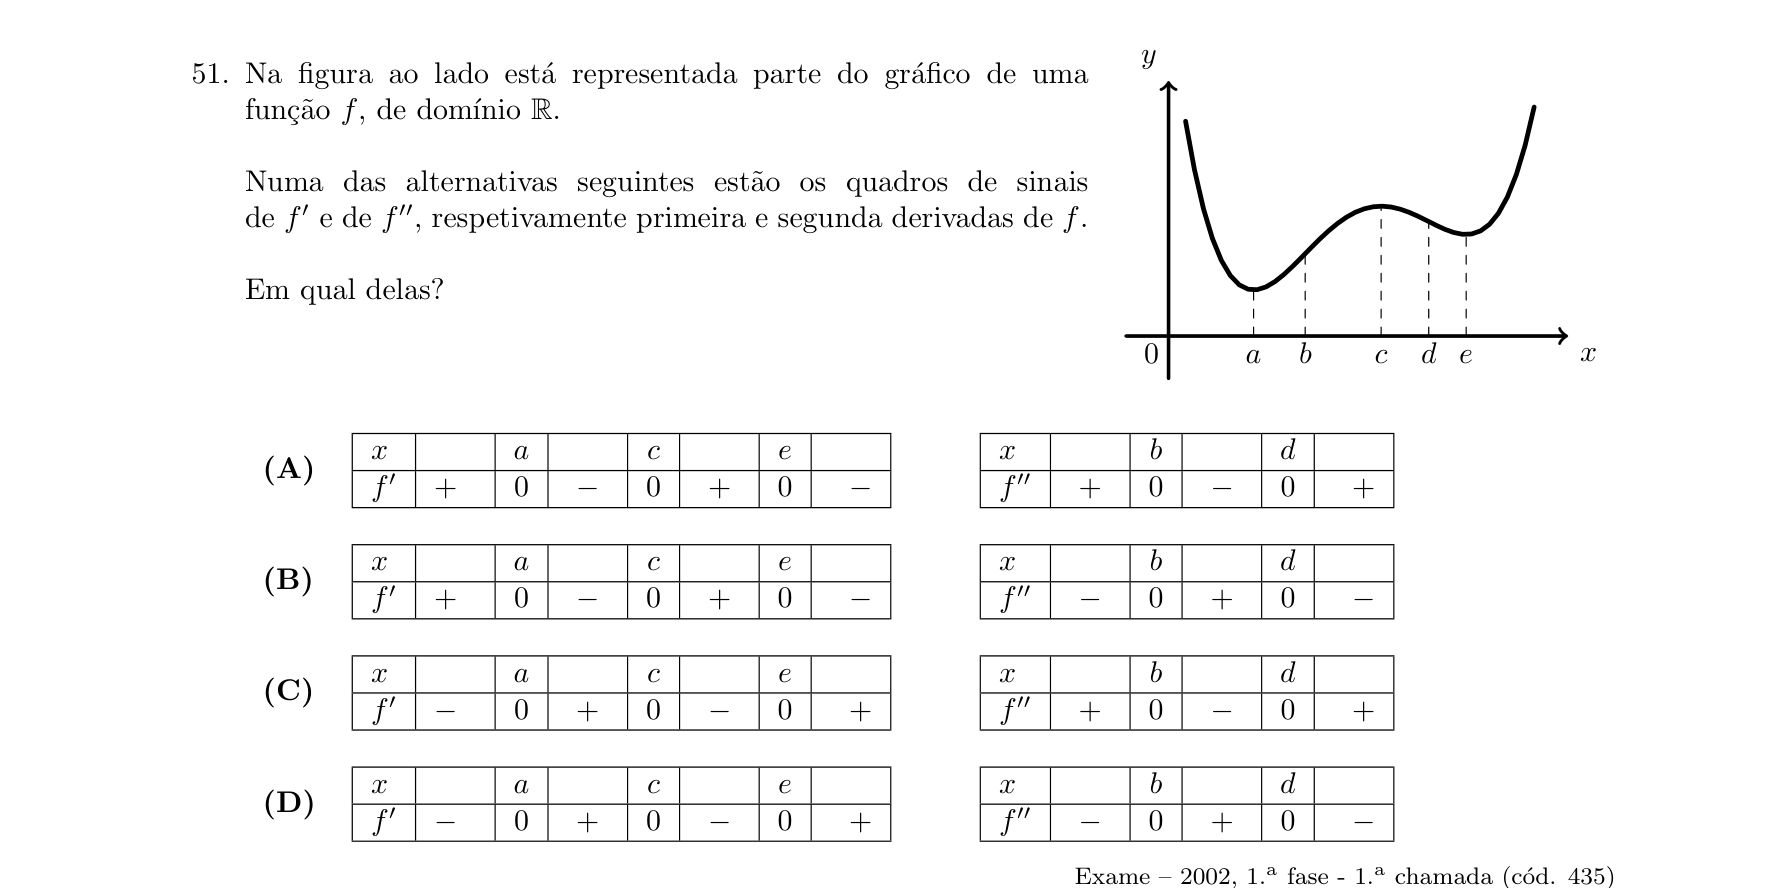 51. Na figura ao lado está representada parte do gráfico de uma
função f, de domínio ℝ.
Numa das alternativas seguintes estão os quadros de sinais
de f′ e de f′′, respetivamente primeira e segunda derivadas de f.
Em qual delas?
y
0 a b c d e x
(A)
x a c e
f′ + 0 − 0 + 0 −
x b d
f′′ + 0 − 0 +
(B)
x a c e
f′ + 0 − 0 + 0 −
x b d
f′′ − 0 + 0 −
(C)
x a c e
f′ − 0 + 0 − 0 +
x b d
f′′ + 0 − 0 +
(D)
x a c e
f′ − 0 + 0 − 0 +
x b d
f′′ − 0 + 0 −
Exame – 2002, 1.ª fase - 1.ª chamada (cód. 435)